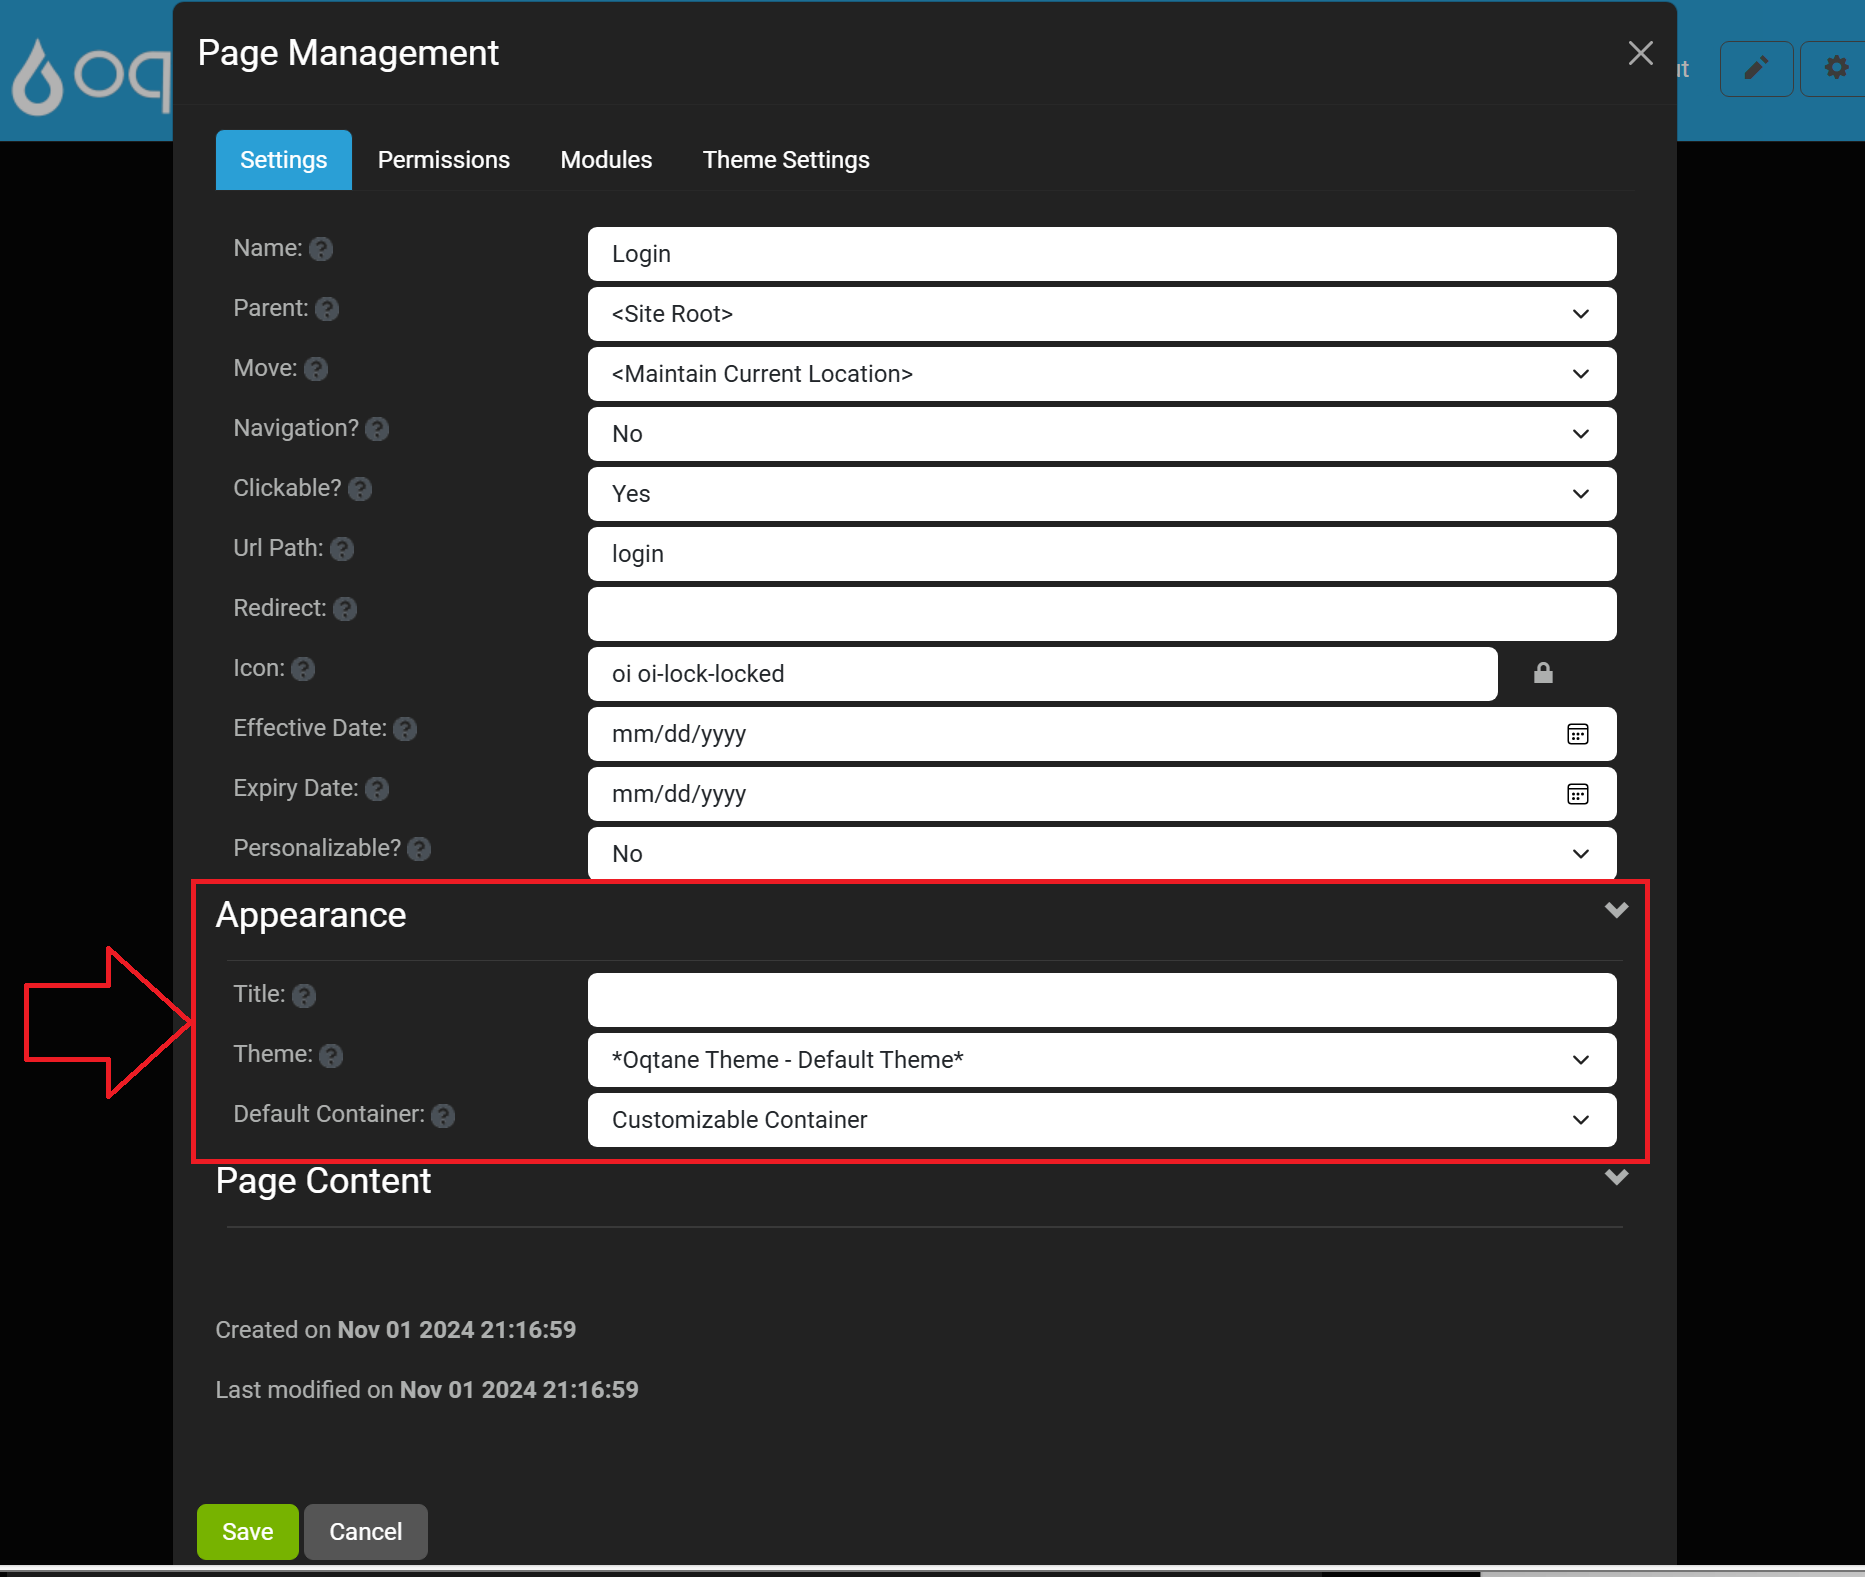 oq
Page Management
ut
Settings Permissions Modules Theme Settings
Name: ? Login
Parent: ? <Site Root>
Move: ? <Maintain Current Location>
Navigation? ? No
Clickable? ? Yes
Url Path: ? login
Redirect: ?
Icon: ? oi oi-lock-locked
Effective Date: ? mm/dd/yyyy
Expiry Date: ? mm/dd/yyyy
Personalizable? ? No
Appearance
Title: ?
Theme: ? *Oqtane Theme - Default Theme*
Default Container: ? Customizable Container
Page Content
Created on Nov 01 2024 21:16:59
Last modified on Nov 01 2024 21:16:59
Save Cancel